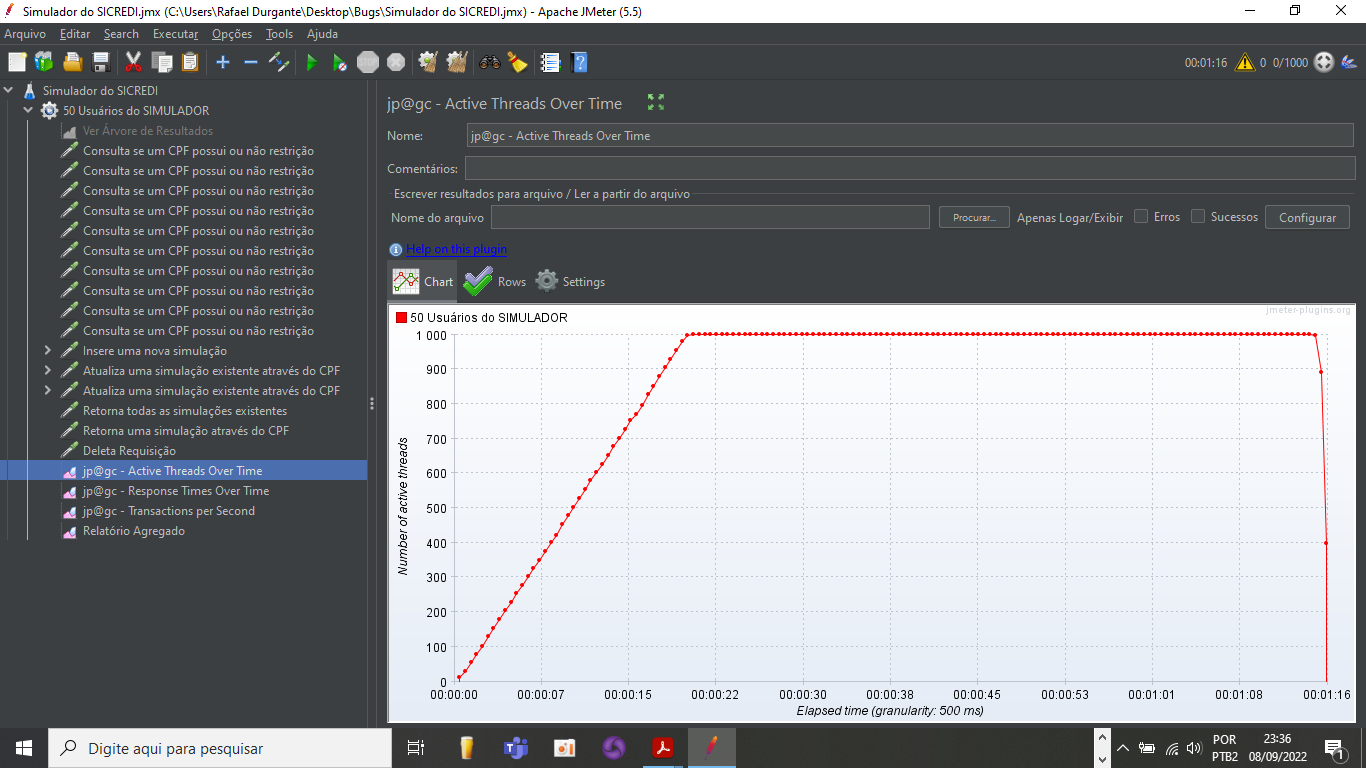 Simulador do SICREDI.jmx (C:\Users\Rafael Durgante\Desktop\Bugs\Simulador do SICREDI.jmx) - Apache JMeter (5.5)
Arquivo Editar Search Executar Opções Tools Ajuda
STOP 00:01:16 0 0/1000
Simulador do SICREDI
50 Usuários do SIMULADOR
Ver Árvore de Resultados
Consulta se um CPF possui ou não restrição
Consulta se um CPF possui ou não restrição
Consulta se um CPF possui ou não restrição
Consulta se um CPF possui ou não restrição
Consulta se um CPF possui ou não restrição
Consulta se um CPF possui ou não restrição
Consulta se um CPF possui ou não restrição
Consulta se um CPF possui ou não restrição
Consulta se um CPF possui ou não restrição
Consulta se um CPF possui ou não restrição
Insere uma nova simulação
Atualiza uma simulação existente através do CPF
Atualiza uma simulação existente através do CPF
Retorna todas as simulações existentes
Retorna uma simulação através do CPF
Deleta Requisição
jp@gc - Active Threads Over Time
jp@gc - Response Times Over Time
jp@gc - Transactions per Second
Relatório Agregado
jp@gc - Active Threads Over Time
Nome: jp@gc - Active Threads Over Time
Comentários:
Escrever resultados para arquivo / Ler a partir do arquivo
Nome do arquivo Procurar... Apenas Logar/Exibir Erros Sucessos Configurar
Help on this plugin
Chart Rows Settings
50 Usuários do SIMULADOR
jmeter-plugins.org
1 000
900
800
700
600
500
400
300
200
100
0
Number of active threads
00:00:00 00:00:07 00:00:15 00:00:22 00:00:30 00:00:38 00:00:45 00:00:53 00:01:01 00:01:08 00:01:16
Elapsed time (granularity: 500 ms)
Digite aqui para pesquisar
POR
PTB2
23:36
08/09/2022
1